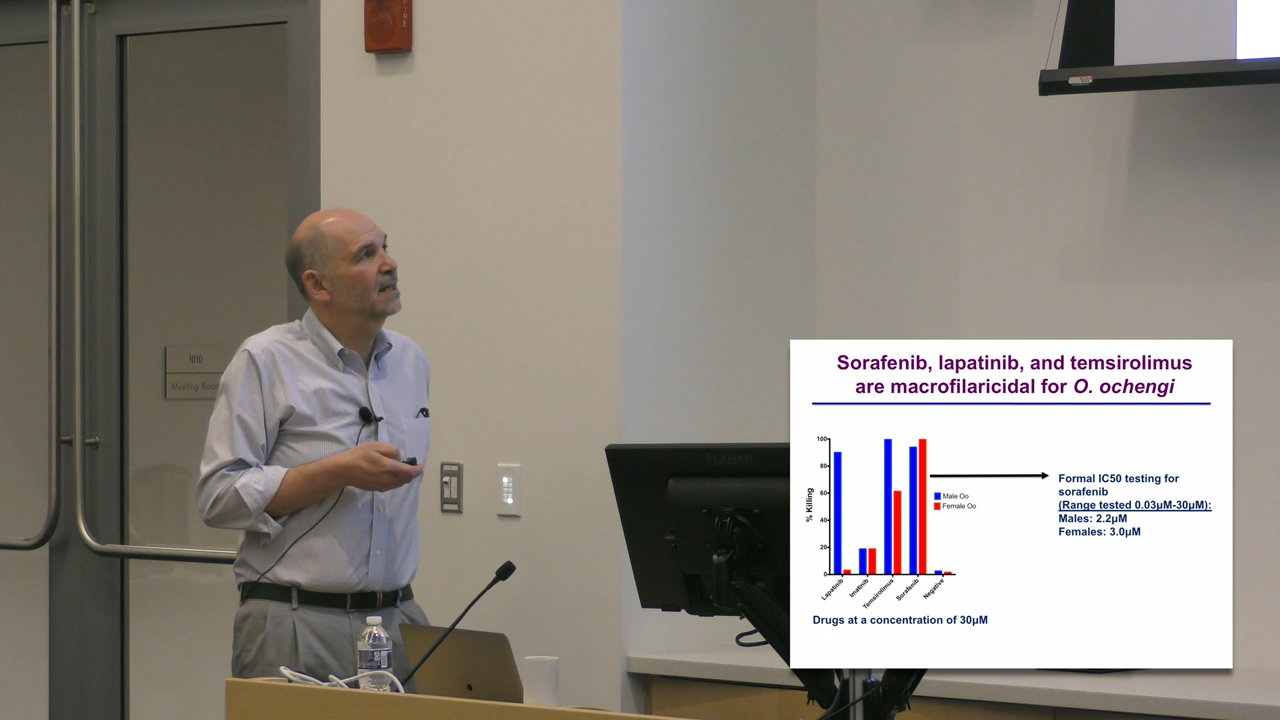 FIRE
1010
Meeting Room
PLANAR
Sorafenib, lapatinib, and temsirolimus
are macrofilaricidal for O. ochengi
% Killing
100
80
60
40
20
0
Lapatinib
Imatinib
Temsirolimus
Sorafenib
Negative
Male Oo
Female Oo
Formal IC50 testing for
sorafenib
(Range tested 0.03µM-30µM):
Males: 2.2µM
Females: 3.0µM
Drugs at a concentration of 30µM